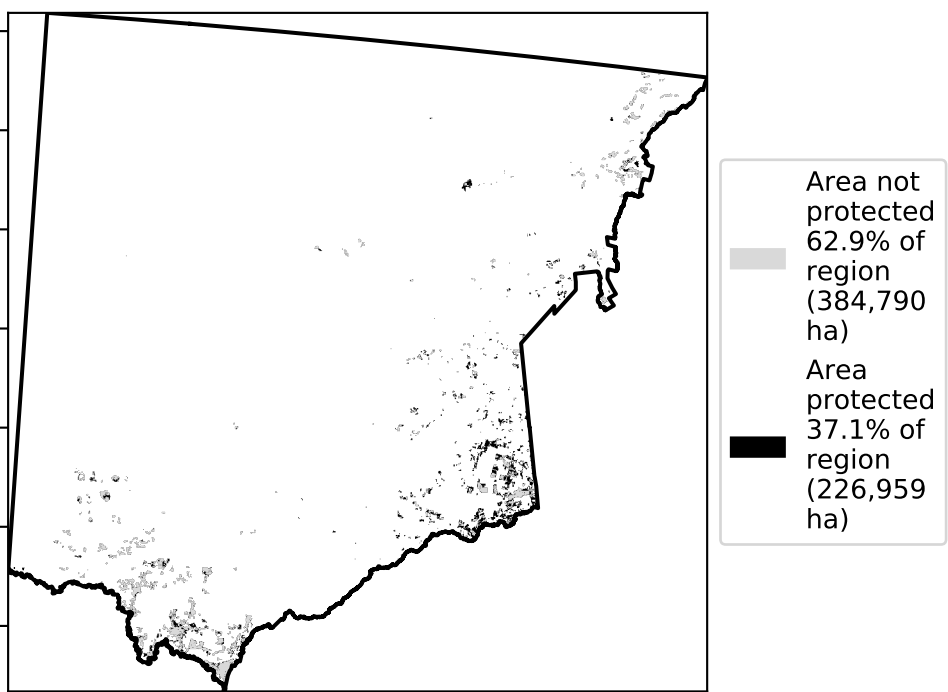 Area not
protected
62.9% of
region
(384,790
ha)
Area
protected
37.1% of
region
(226,959
ha)